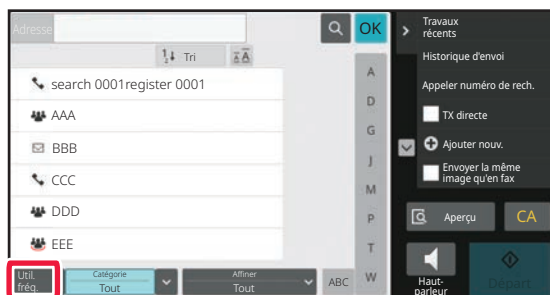 Adresse
OK
Tri
search 0001register 0001
AAA
BBB
CCC
DDD
EEE
A
D
G
J
M
P
T
W
Util.
fréq.
Catégorie
Tout
Affiner
Tout
ABC
Travaux
récents
Historique d'envoi
Appeler numéro de rech.
TX directe
Ajouter nouv.
Envoyer la même
image qu'en fax
Aperçu
CA
Haut-
parleur
Départ